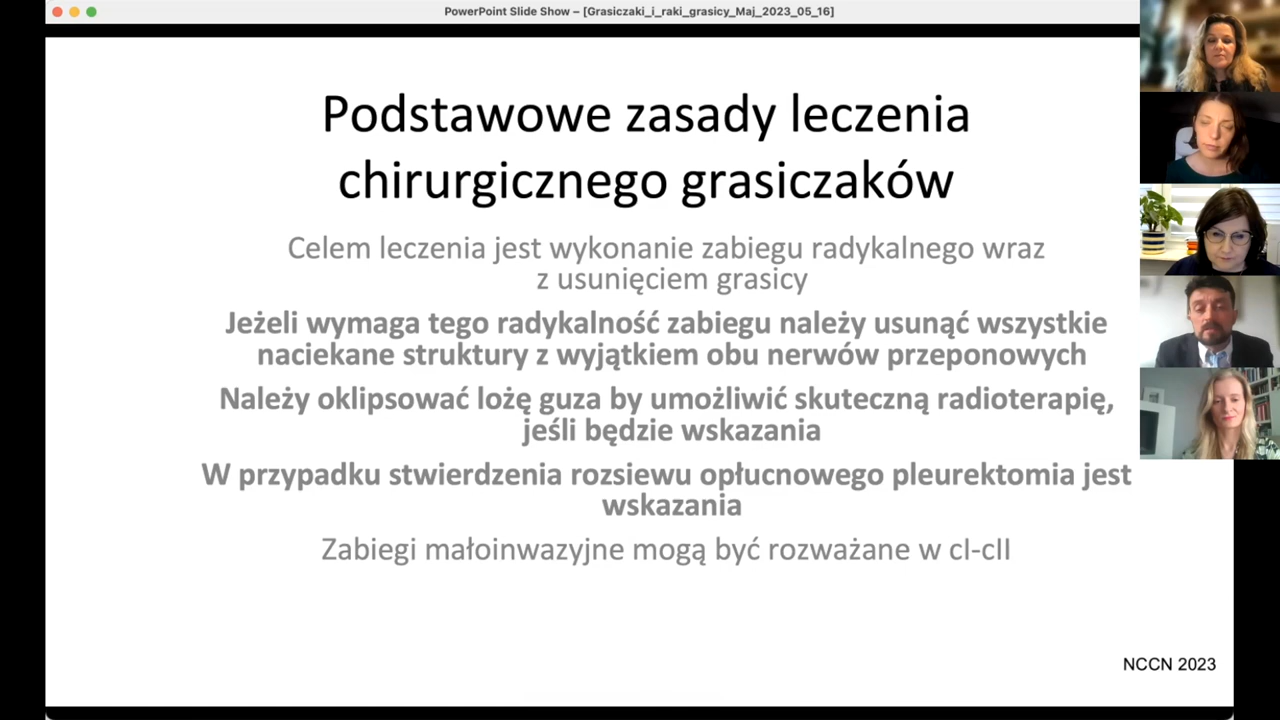 PowerPoint Slide Show – [Grasiczaki_i_raki_grasicy_Maj_2023_05_16]
Podstawowe zasady leczenia
chirurgicznego grasiczaków
Celem leczenia jest wykonanie zabiegu radykalnego wraz
z usunięciem grasicy
Jeżeli wymaga tego radykalność zabiegu należy usunąć wszystkie
naciekane struktury z wyjątkiem obu nerwów przeponowych
Należy oklipsować lożę guza by umożliwić skuteczną radioterapię,
jeśli będzie wskazania
W przypadku stwierdzenia rozsiewu opłucnowego pleurektomia jest
wskazania
Zabiegi małoinwazyjne mogą być rozważane w cI-cII
NCCN 2023